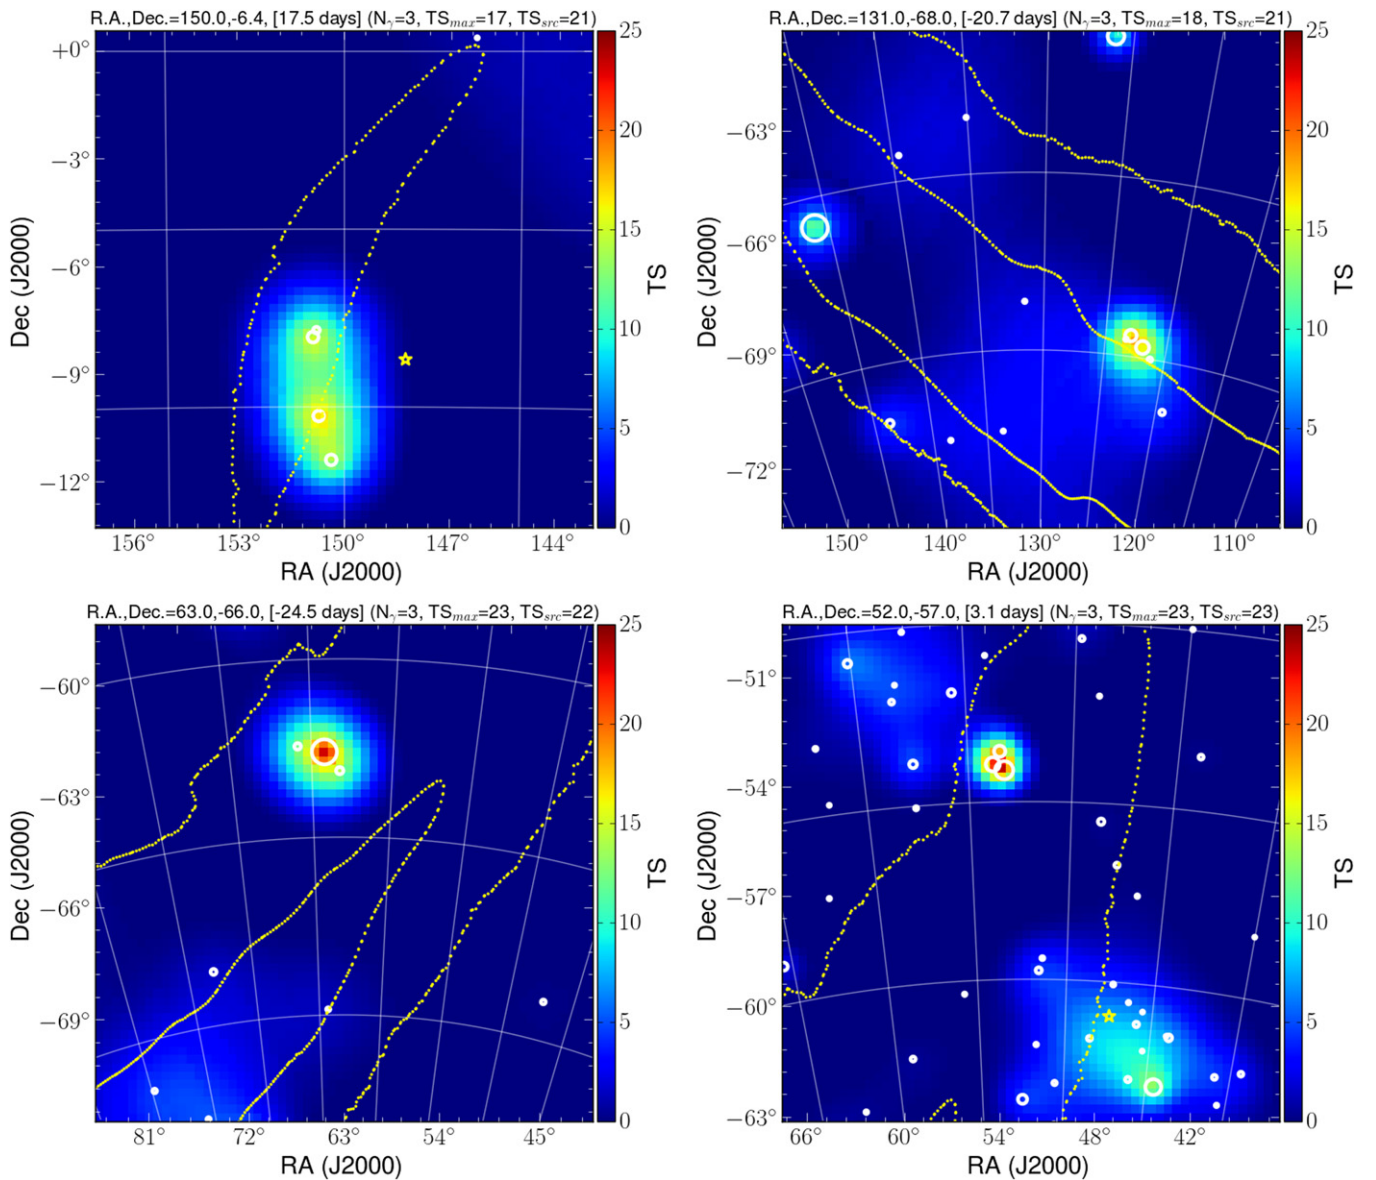 R.A.,Dec.=150.0,-6.4, [17.5 days] (Nγ=3, TSmax=17, TSsrc=21)
+0°
−3°
−6°
−9°
−12°
Dec (J2000)
156° 153° 150° 147° 144°
RA (J2000)
25
20
15
10
5
0
TS
R.A.,Dec.=131.0,-68.0, [-20.7 days] (Nγ=3, TSmax=18, TSsrc=21)
−63°
−66°
−69°
−72°
Dec (J2000)
150° 140° 130° 120° 110°
RA (J2000)
25
20
15
10
5
0
TS
R.A.,Dec.=63.0,-66.0, [-24.5 days] (Nγ=3, TSmax=23, TSsrc=22)
−60°
−63°
−66°
−69°
Dec (J2000)
81° 72° 63° 54° 45°
RA (J2000)
25
20
15
10
5
0
TS
R.A.,Dec.=52.0,-57.0, [3.1 days] (Nγ=3, TSmax=23, TSsrc=23)
−51°
−54°
−57°
−60°
−63°
Dec (J2000)
66° 60° 54° 48° 42°
RA (J2000)
25
20
15
10
5
0
TS